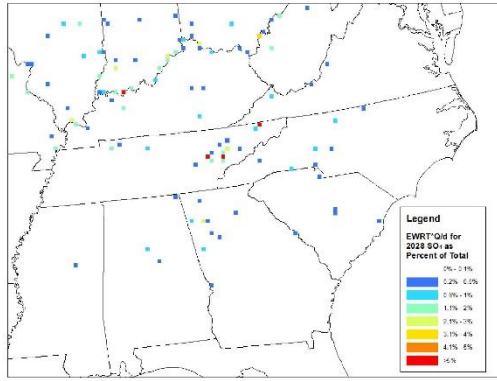 Legend
EWRT*Q/d for
2028 SO₄ as
Percent of Total
0% - 0.1%
0.2% - 0.5%
0.6% - 1%
1.1% - 2%
2.1% - 3%
3.1% - 4%
4.1% - 5%
>5%